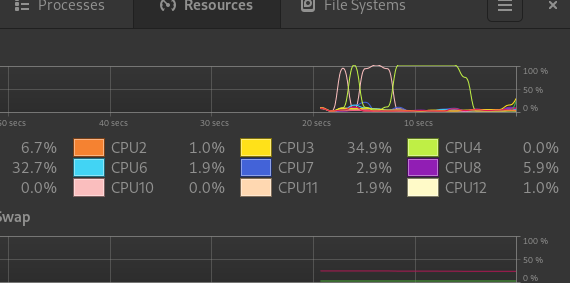 Processes
Resources
File Systems
100 %
50 %
0 %
50 secs
40 secs
30 secs
20 secs
10 secs
6.7% CPU2 1.0% CPU3 34.9% CPU4 0.0%
32.7% CPU6 1.9% CPU7 2.9% CPU8 5.9%
0.0% CPU10 0.0% CPU11 1.9% CPU12 1.0%
Swap
100 %
50 %
0 %